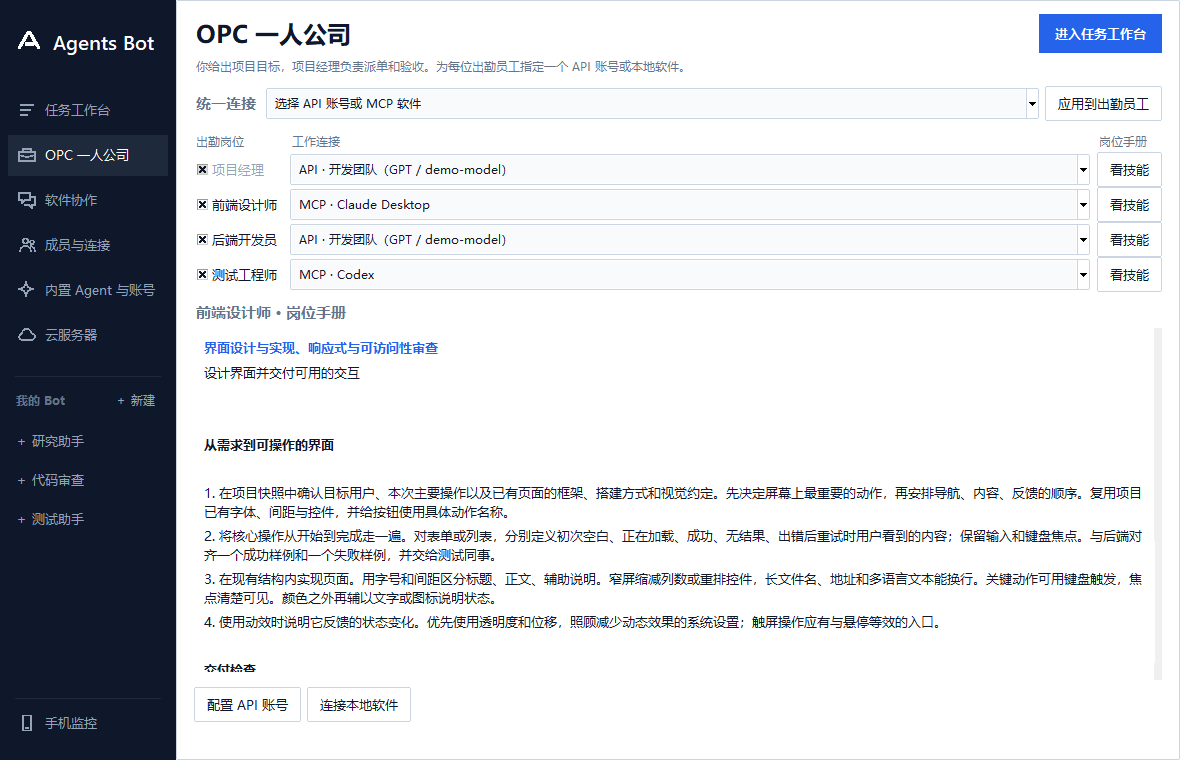 Agents Bot
任务工作台
OPC 一人公司
软件协作
成员与连接
内置 Agent 与账号
云服务器
我的 Bot
+ 新建
+ 研究助手
+ 代码审查
+ 测试助手
手机监控
OPC 一人公司
进入任务工作台
你给出项目目标，项目经理负责派单和验收。为每位出勤员工指定一个 API 账号或本地软件。
统一连接
选择 API 账号或 MCP 软件
应用到出勤员工
出勤岗位
工作连接
岗位手册
项目经理
API · 开发团队（GPT / demo-model）
看技能
前端设计师
MCP · Claude Desktop
看技能
后端开发员
API · 开发团队（GPT / demo-model）
看技能
测试工程师
MCP · Codex
看技能
前端设计师 · 岗位手册
界面设计与实现、响应式与可访问性审查
设计界面并交付可用的交互
从需求到可操作的界面
1. 在项目快照中确认目标用户、本次主要操作以及已有页面的框架、搭建方式和视觉约定。先决定屏幕上最重要的动作，再安排导航、内容、反馈的顺序。复用项目
已有字体、间距与控件，并给按钮使用具体动作名称。
2. 将核心操作从开始到完成走一遍。对表单或列表，分别定义初次空白、正在加载、成功、无结果、出错后重试时用户看到的内容；保留输入和键盘焦点。与后端对
齐一个成功样例和一个失败样例，并交给测试同事。
3. 在现有结构内实现页面。用字号和间距区分标题、正文、辅助说明。窄屏缩减列数或重排控件，长文件名、地址和多语言文本能换行。关键动作可用键盘触发，焦
点清楚可见。颜色之外再辅以文字或图标说明状态。
4. 使用动效时说明它反馈的状态变化。优先使用透明度和位移，照顾减少动态效果的系统设置；触屏操作应有与悬停等效的入口。
交付检查
配置 API 账号
连接本地软件